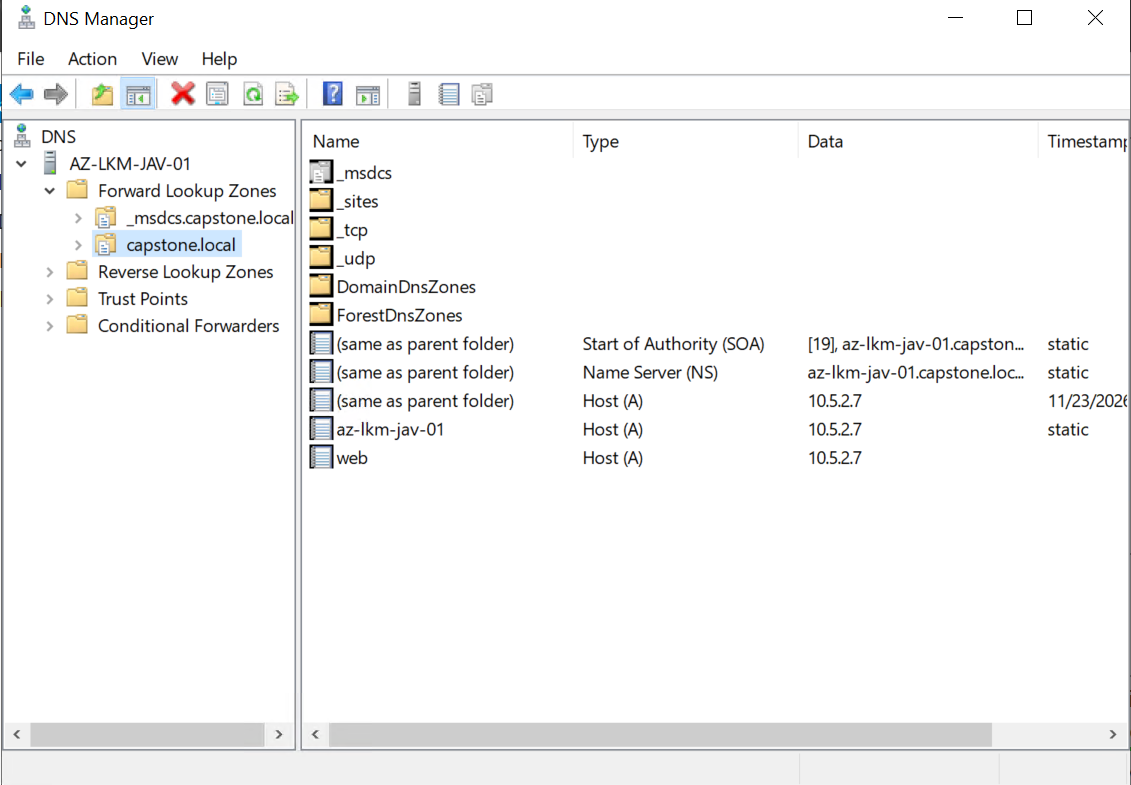 DNS Manager
File Action View Help
DNS
AZ-LKM-JAV-01
Forward Lookup Zones
_msdcs.capstone.local
capstone.local
Reverse Lookup Zones
Trust Points
Conditional Forwarders
Name Type Data Timestamp
_msdcs
_sites
_tcp
_udp
DomainDnsZones
ForestDnsZones
(same as parent folder) Start of Authority (SOA) [19], az-lkm-jav-01.capston... static
(same as parent folder) Name Server (NS) az-lkm-jav-01.capstone.loc... static
(same as parent folder) Host (A) 10.5.2.7 11/23/2026
az-lkm-jav-01 Host (A) 10.5.2.7 static
web Host (A) 10.5.2.7